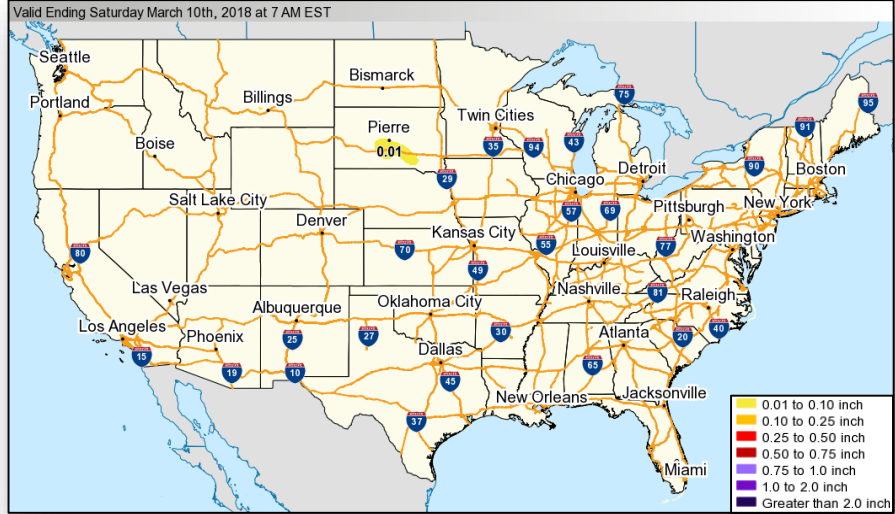 Valid Ending Saturday March 10th, 2018 at 7 AM EST
Seattle
Portland
Billings
Bismarck
Boise
Pierre
0.01
Twin Cities
75
95
91
35
94
43
90
Boston
29
Chicago
Detroit
Salt Lake City
57
69
Pittsburgh
New York
Denver
80
70
Kansas City
55
Louisville
77
Washington
49
Las Vegas
Albuquerque
Oklahoma City
Nashville
81
Raleigh
Los Angeles
Phoenix
25
27
30
Atlanta
20
40
15
19
10
Dallas
45
65
37
New Orleans
Jacksonville
Miami
0.01 to 0.10 inch
0.10 to 0.25 inch
0.25 to 0.50 inch
0.50 to 0.75 inch
0.75 to 1.0 inch
1.0 to 2.0 inch
Greater than 2.0 inch